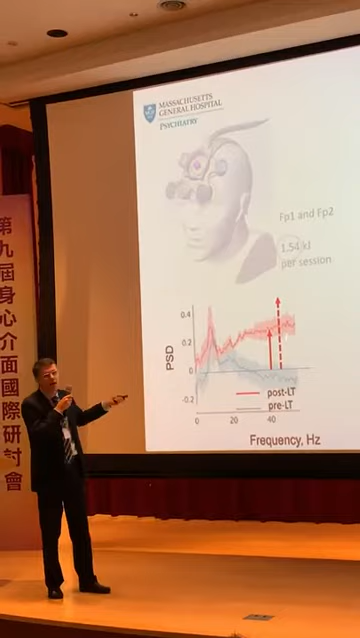 MASSACHUSETTS
GENERAL HOSPITAL
PSYCHIATRY
Fp1 and Fp2
1.54 kJ
per session
0.4
0.2
0
-0.2
PSD
post-LT
pre-LT
0
20
40
Frequency, Hz
第九屆身心介面國際研討會